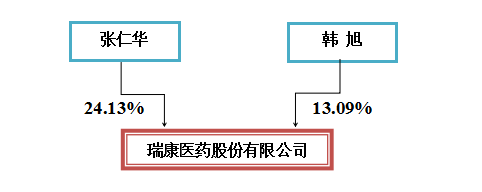 张仁华
韩 旭
24.13%
13.09%
瑞康医药股份有限公司